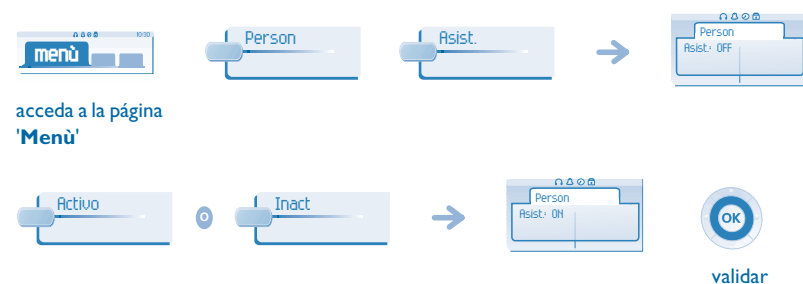 10:30
menù
Person
Asist.
Person
Asist.: OFF
acceda a la página
'Menù'
Activo
O
Inact
Person
Asist.: ON
OK
validar